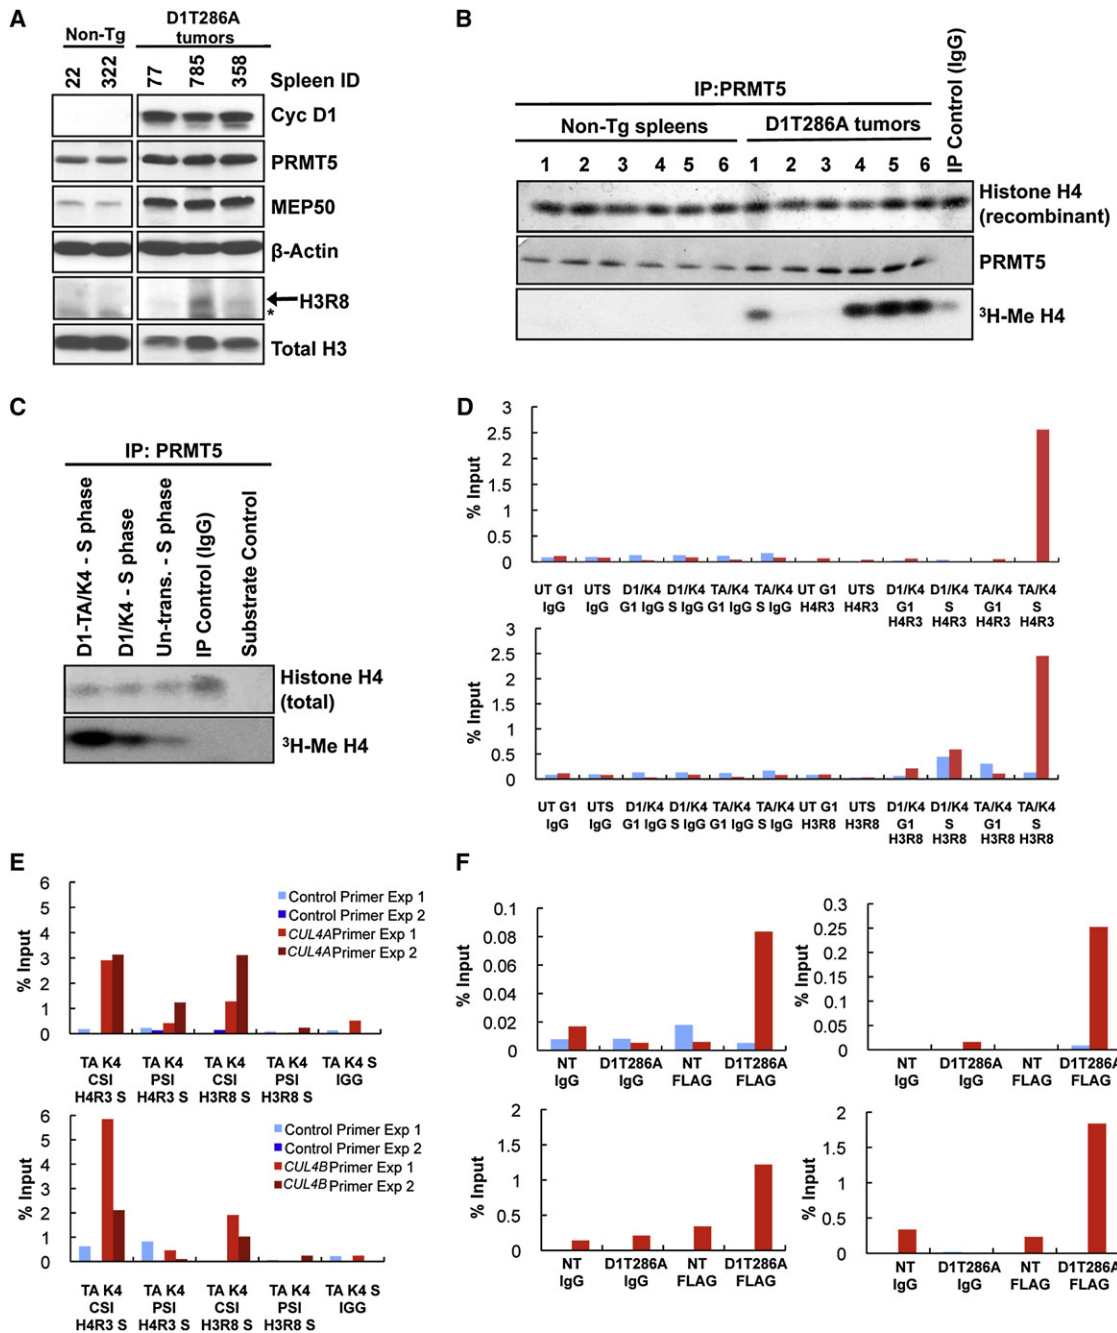 A
Non-Tg
D1T286A
tumors
22 322 77 785 358 Spleen ID
Cyc D1
PRMT5
MEP50
β-Actin
H3R8
*
Total H3
B
IP:PRMT5
Non-Tg spleens D1T286A tumors
IP Control (IgG)
1 2 3 4 5 6 1 2 3 4 5 6
Histone H4
(recombinant)
PRMT5
³H-Me H4
C
IP: PRMT5
D1-TA/K4 - S phase
D1/K4 - S phase
Un-trans. - S phase
IP Control (IgG)
Substrate Control
Histone H4
(total)
³H-Me H4
D
% Input
3
2.5
2
1.5
1
0.5
0
UT G1 UTS D1/K4 D1/K4 TA/K4 TA/K4 UT G1 UTS D1/K4 D1/K4 TA/K4 TA/K4
IgG IgG G1 IgG S IgG G1 IgG S IgG H4R3 H4R3 G1 S G1 S
H4R3 H4R3 H4R3 H4R3
% Input
3
2.5
2
1.5
1
0.5
0
UT G1 UTS D1/K4 D1/K4 TA/K4 TA/K4 UT G1 UTS D1/K4 D1/K4 TA/K4 TA/K4
IgG IgG G1 IgG S IgG G1 IgG S IgG H3R8 H3R8 G1 S G1 S
H3R8 H3R8 H3R8 H3R8
E
% Input
6
5
4
3
2
1
0
Control Primer Exp 1
Control Primer Exp 2
CUL4A Primer Exp 1
CUL4A Primer Exp 2
TA K4 TA K4 TA K4 TA K4 TA K4 S
CSI PSI CSI PSI IGG
H4R3 S H4R3 S H3R8 S H3R8 S
% Input
6
5
4
3
2
1
0
Control Primer Exp 1
Control Primer Exp 2
CUL4B Primer Exp 1
CUL4B Primer Exp 2
TA K4 TA K4 TA K4 TA K4 TA K4 S
CSI PSI CSI PSI IGG
H4R3 S H4R3 S H3R8 S H3R8 S
F
% Input
0.1
0.08
0.06
0.04
0.02
0
NT D1T286A NT D1T286A
IgG IgG FLAG FLAG
% Input
0.3
0.25
0.2
0.15
0.1
0.05
0
NT D1T286A NT D1T286A
IgG IgG FLAG FLAG
% Input
2
1.5
1
0.5
0
NT D1T286A NT D1T286A
IgG IgG FLAG FLAG
% Input
2
1.5
1
0.5
0
NT D1T286A NT D1T286A
IgG IgG FLAG FLAG